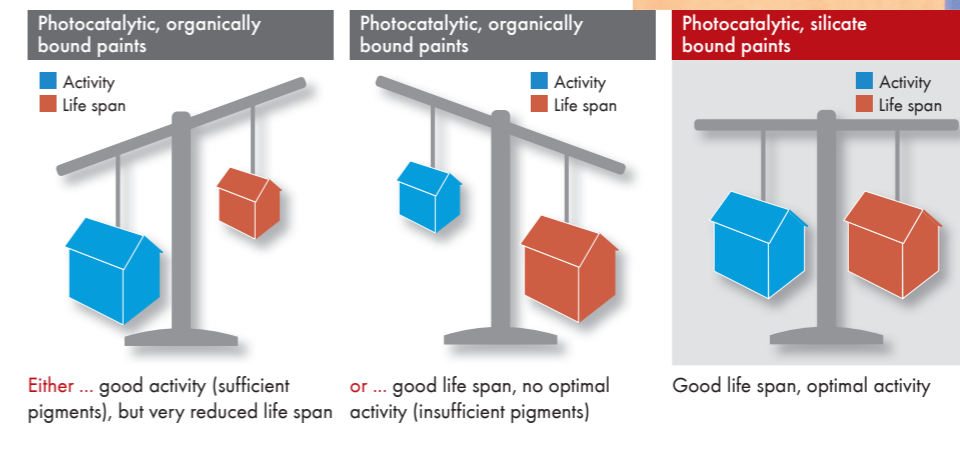 Photocatalytic, organically
bound paints
Activity
Life span
Either ... good activity (sufficient
pigments), but very reduced life span
Photocatalytic, organically
bound paints
Activity
Life span
or ... good life span, no optimal
activity (insufficient pigments)
Photocatalytic, silicate
bound paints
Activity
Life span
Good life span, optimal activity